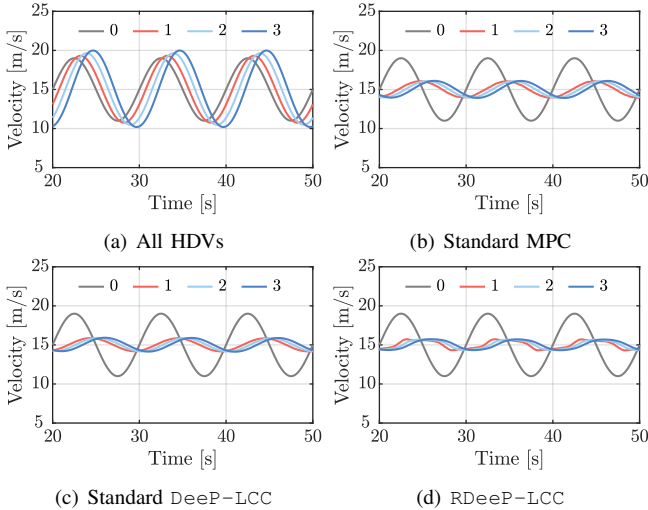 0 1 2 3
25
20
15
10
5
20 30 40 50
Velocity [m/s]
Time [s]
(a) All HDVs
0 1 2 3
25
20
15
10
5
20 30 40 50
Velocity [m/s]
Time [s]
(b) Standard MPC
0 1 2 3
25
20
15
10
5
20 30 40 50
Velocity [m/s]
Time [s]
(c) Standard DeeP-LCC
0 1 2 3
25
20
15
10
5
20 30 40 50
Velocity [m/s]
Time [s]
(d) RDeeP-LCC